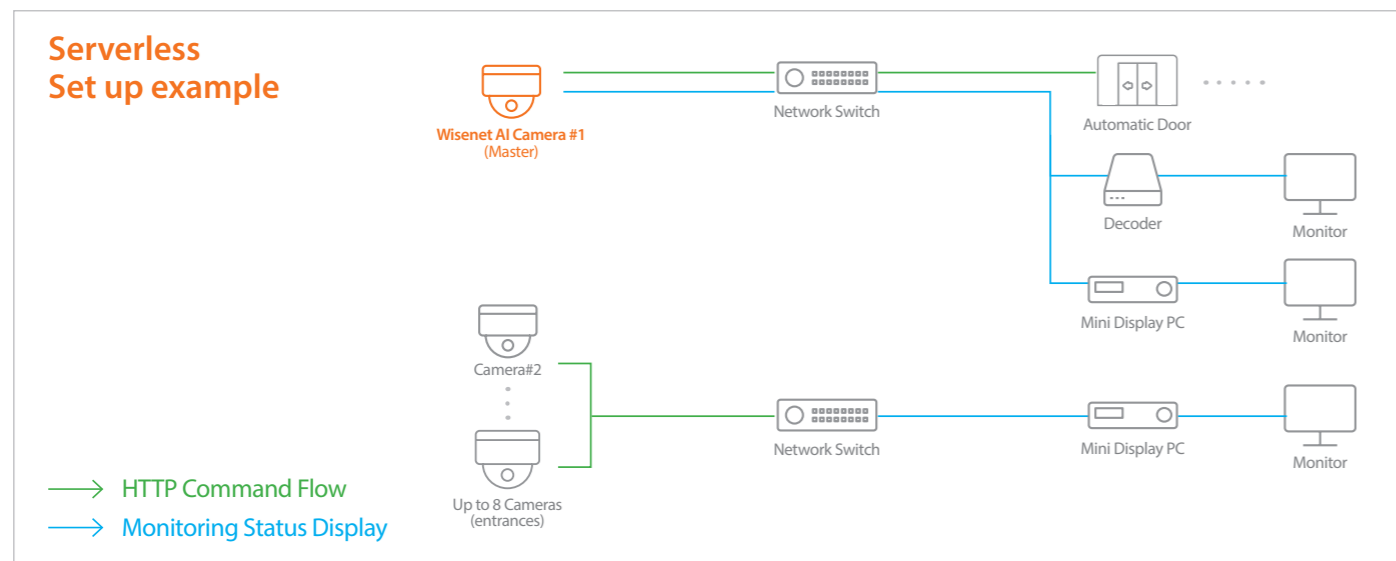 Serverless
Set up example
Wisenet AI Camera #1
(Master)
Network Switch
Automatic Door
Decoder
Monitor
Mini Display PC
Monitor
Camera#2
Network Switch
Mini Display PC
Monitor
Up to 8 Cameras
(entrances)
HTTP Command Flow
Monitoring Status Display